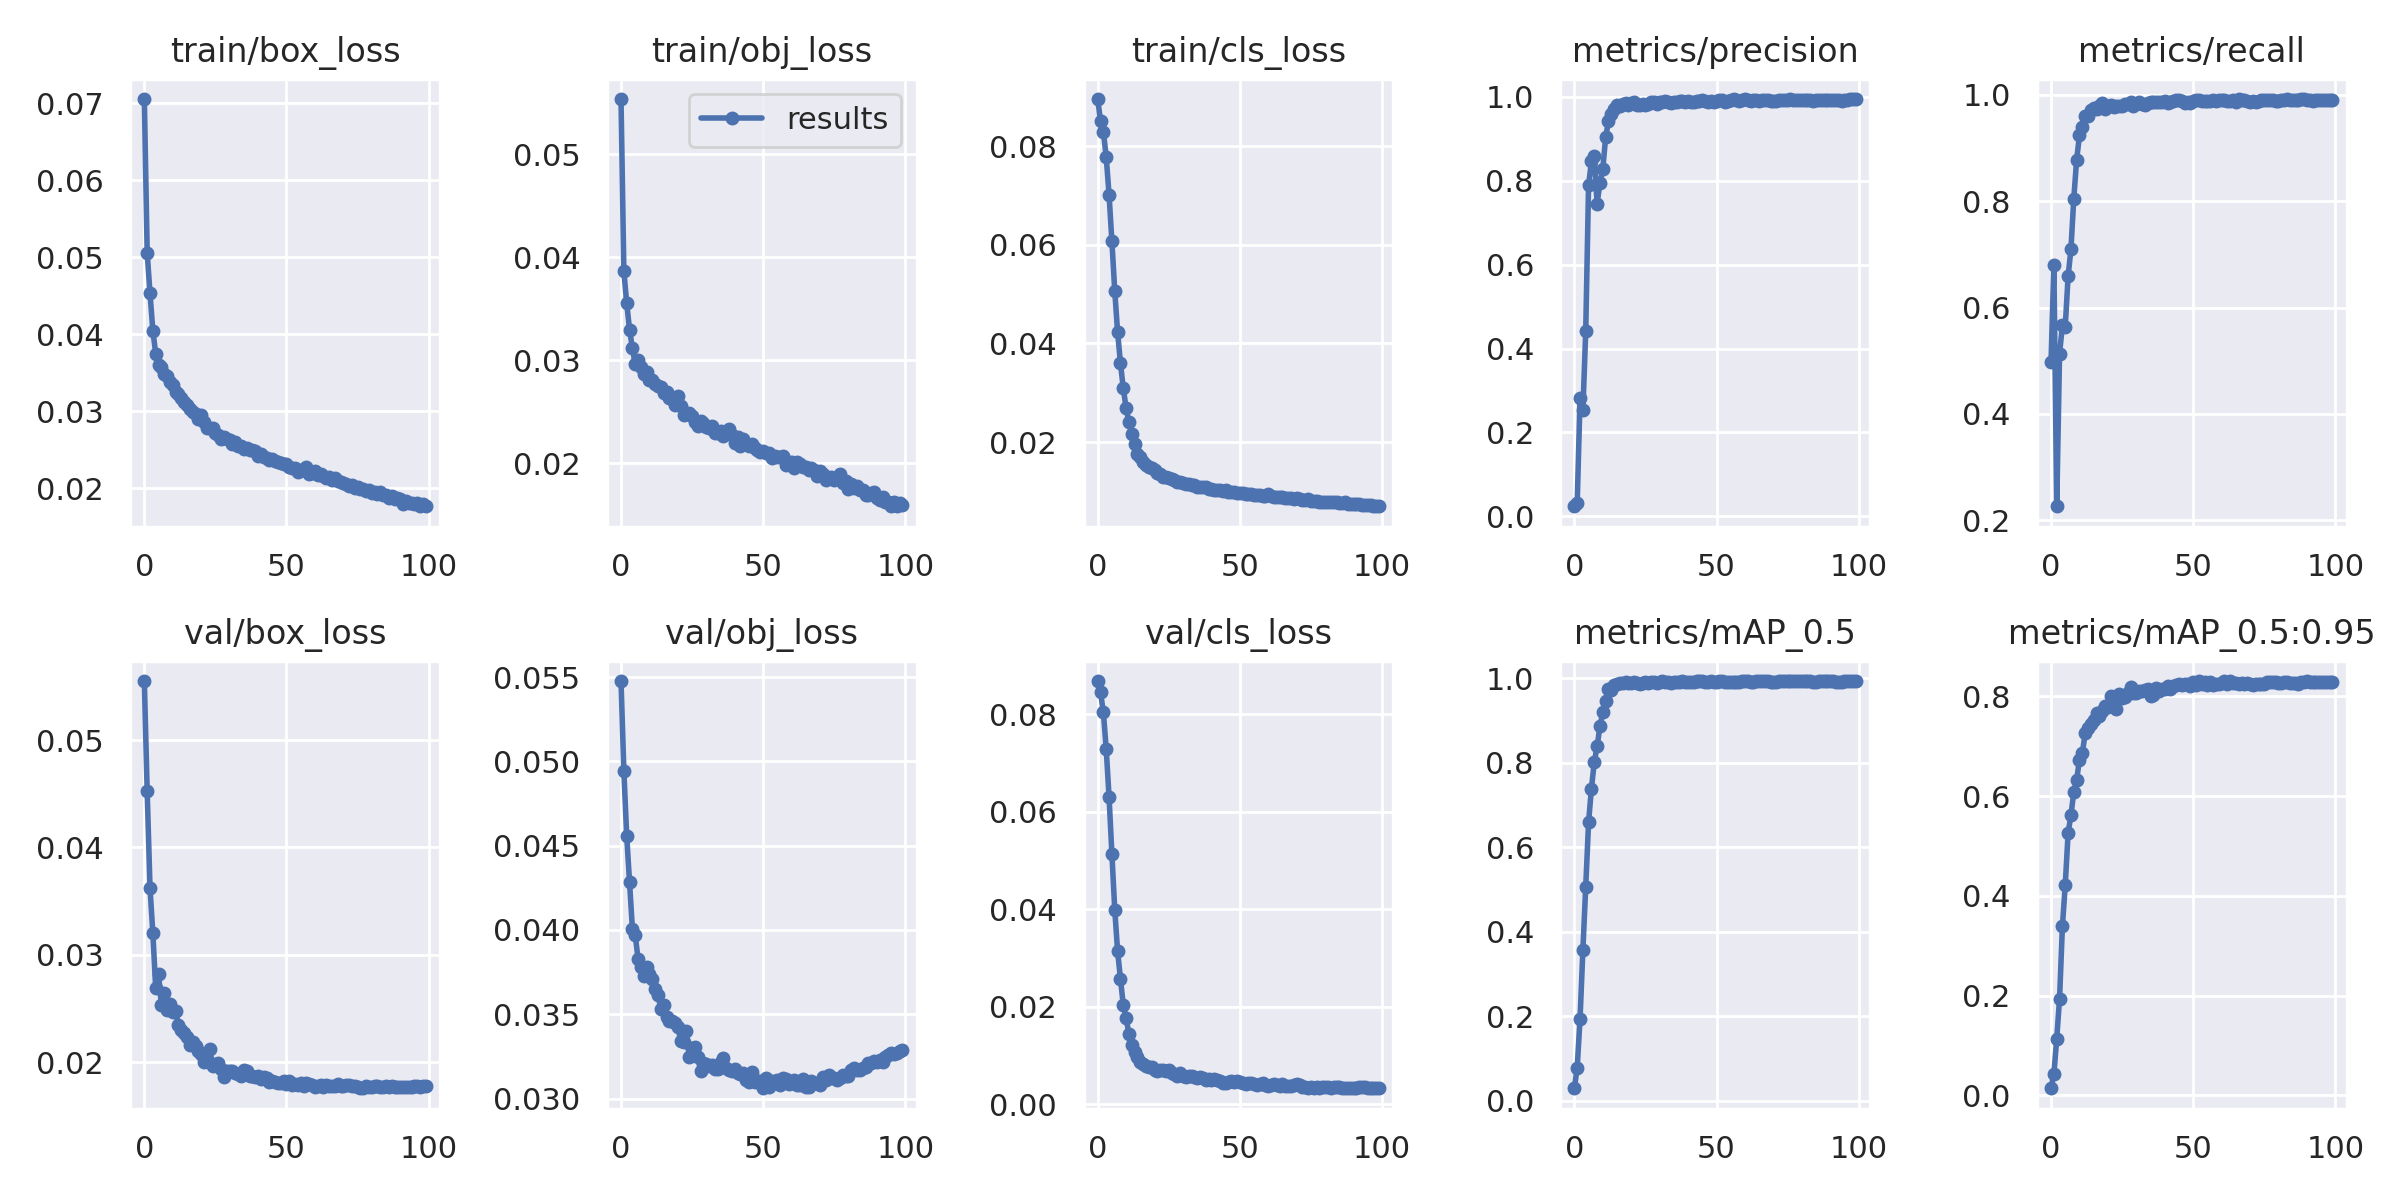 train/box_loss
0.07
0.06
0.05
0.04
0.03
0.02
0 50 100
train/obj_loss
results
0.05
0.04
0.03
0.02
0 50 100
train/cls_loss
0.08
0.06
0.04
0.02
0 50 100
metrics/precision
1.0
0.8
0.6
0.4
0.2
0.0
0 50 100
metrics/recall
1.0
0.8
0.6
0.4
0.2
0 50 100
val/box_loss
0.05
0.04
0.03
0.02
0 50 100
val/obj_loss
0.055
0.050
0.045
0.040
0.035
0.030
0 50 100
val/cls_loss
0.08
0.06
0.04
0.02
0.00
0 50 100
metrics/mAP_0.5
1.0
0.8
0.6
0.4
0.2
0.0
0 50 100
metrics/mAP_0.5:0.95
0.8
0.6
0.4
0.2
0.0
0 50 100